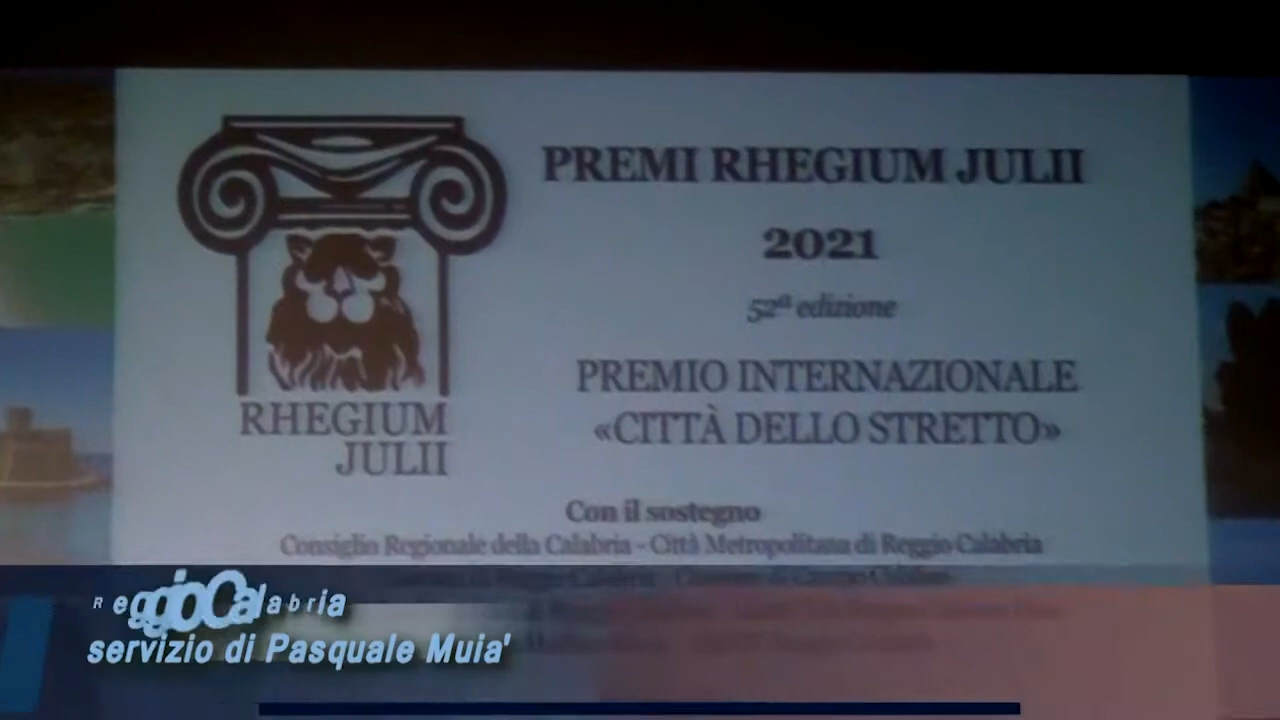 PREMI RHEGIUM JULII
2021
52ª edizione
PREMIO INTERNAZIONALE
«CITTÀ DELLO STRETTO»
RHEGIUM
JULII
Con il sostegno
Consiglio Regionale della Calabria - Città Metropolitana di Reggio Calabria
ReggioCalabria
servizio di Pasquale Muia'